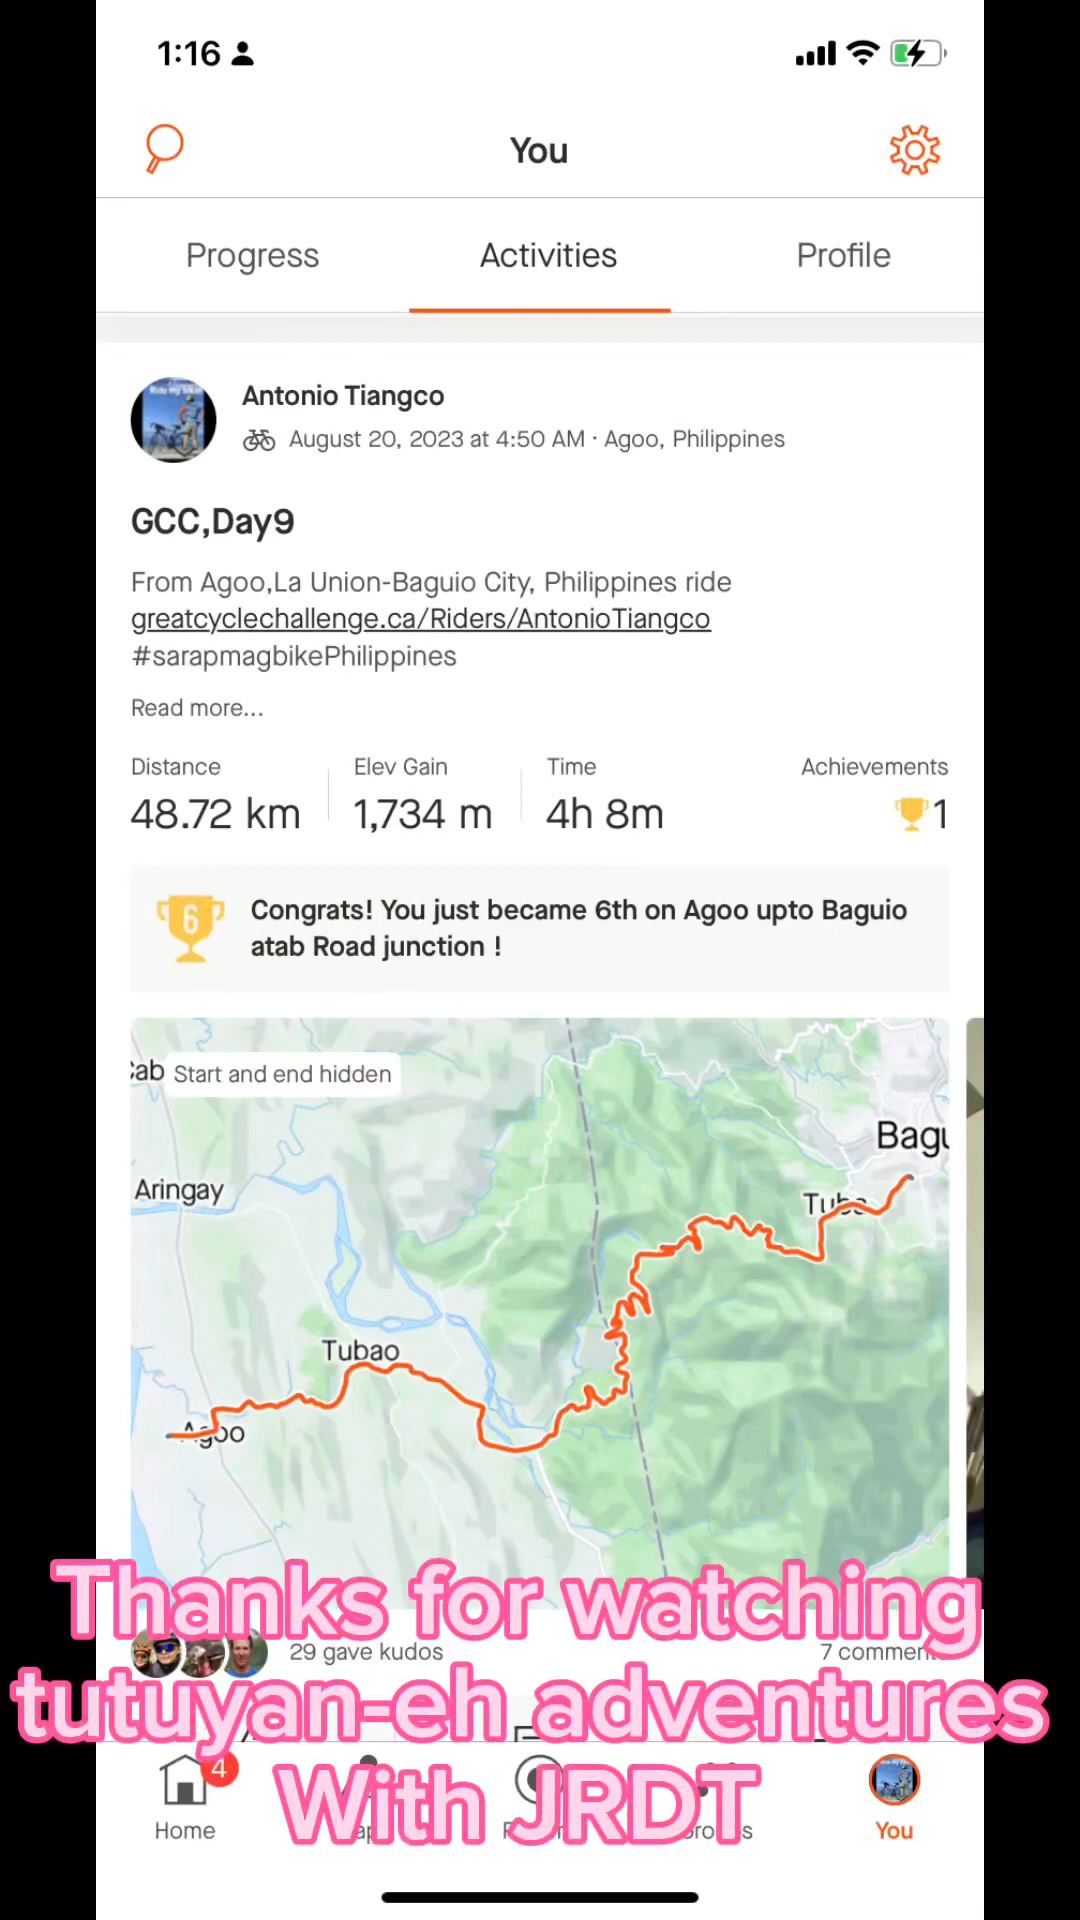 1:16
You
Progress Activities Profile
Antonio Tiangco
August 20, 2023 at 4:50 AM · Agoo, Philippines
GCC,Day9
From Agoo,La Union-Baguio City, Philippines ride
greatcyclechallenge.ca/Riders/AntonioTiangco
#sarapmagbikePhilippines
Read more...
Distance Elev Gain Time Achievements
48.72 km 1,734 m 4h 8m 1
6
Congrats! You just became 6th on Agoo upto Baguio
atab Road junction !
Start and end hidden
Bagu
Aringay
Tubao
Agoo
Thanks for watching
29 gave kudos
tutuyan-eh adventures
4
With JRDT
Home You